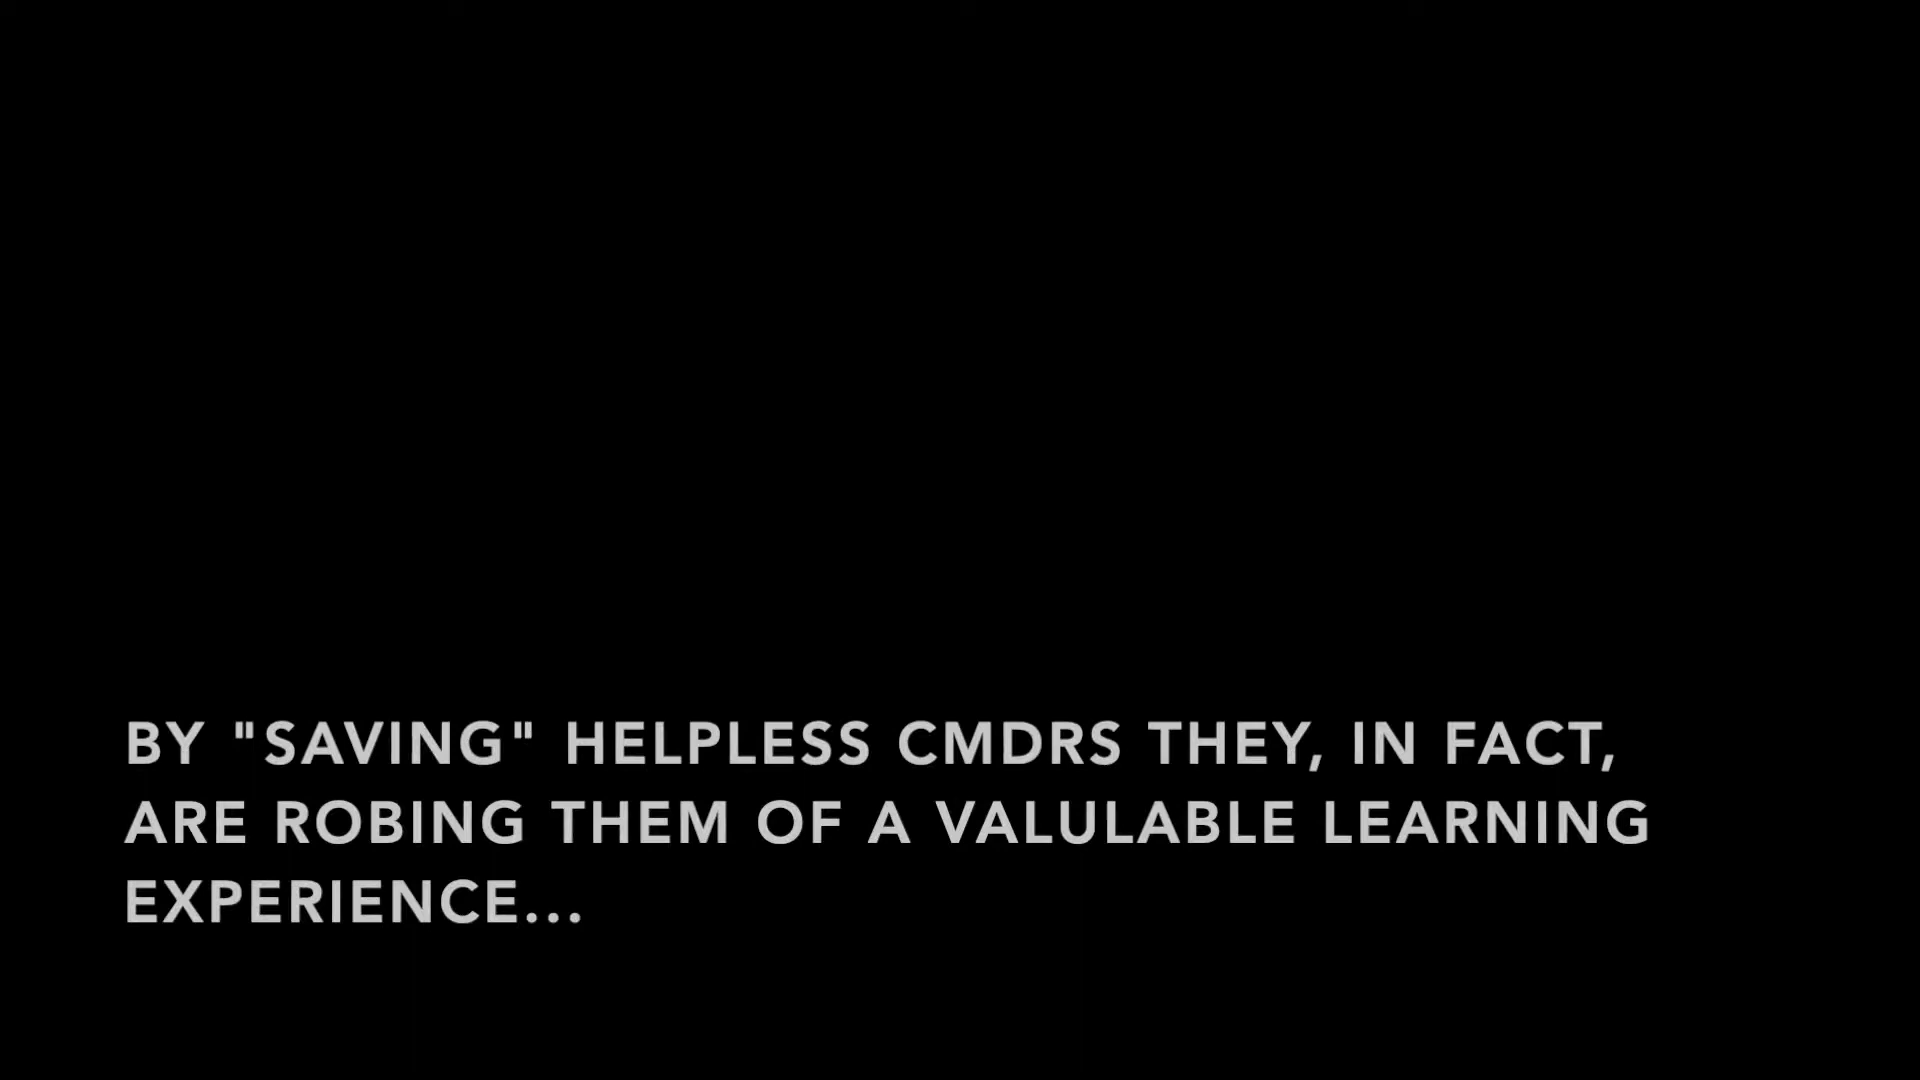 BY "SAVING" HELPLESS CMDRS THEY, IN FACT,
ARE ROBING THEM OF A VALULABLE LEARNING
EXPERIENCE...